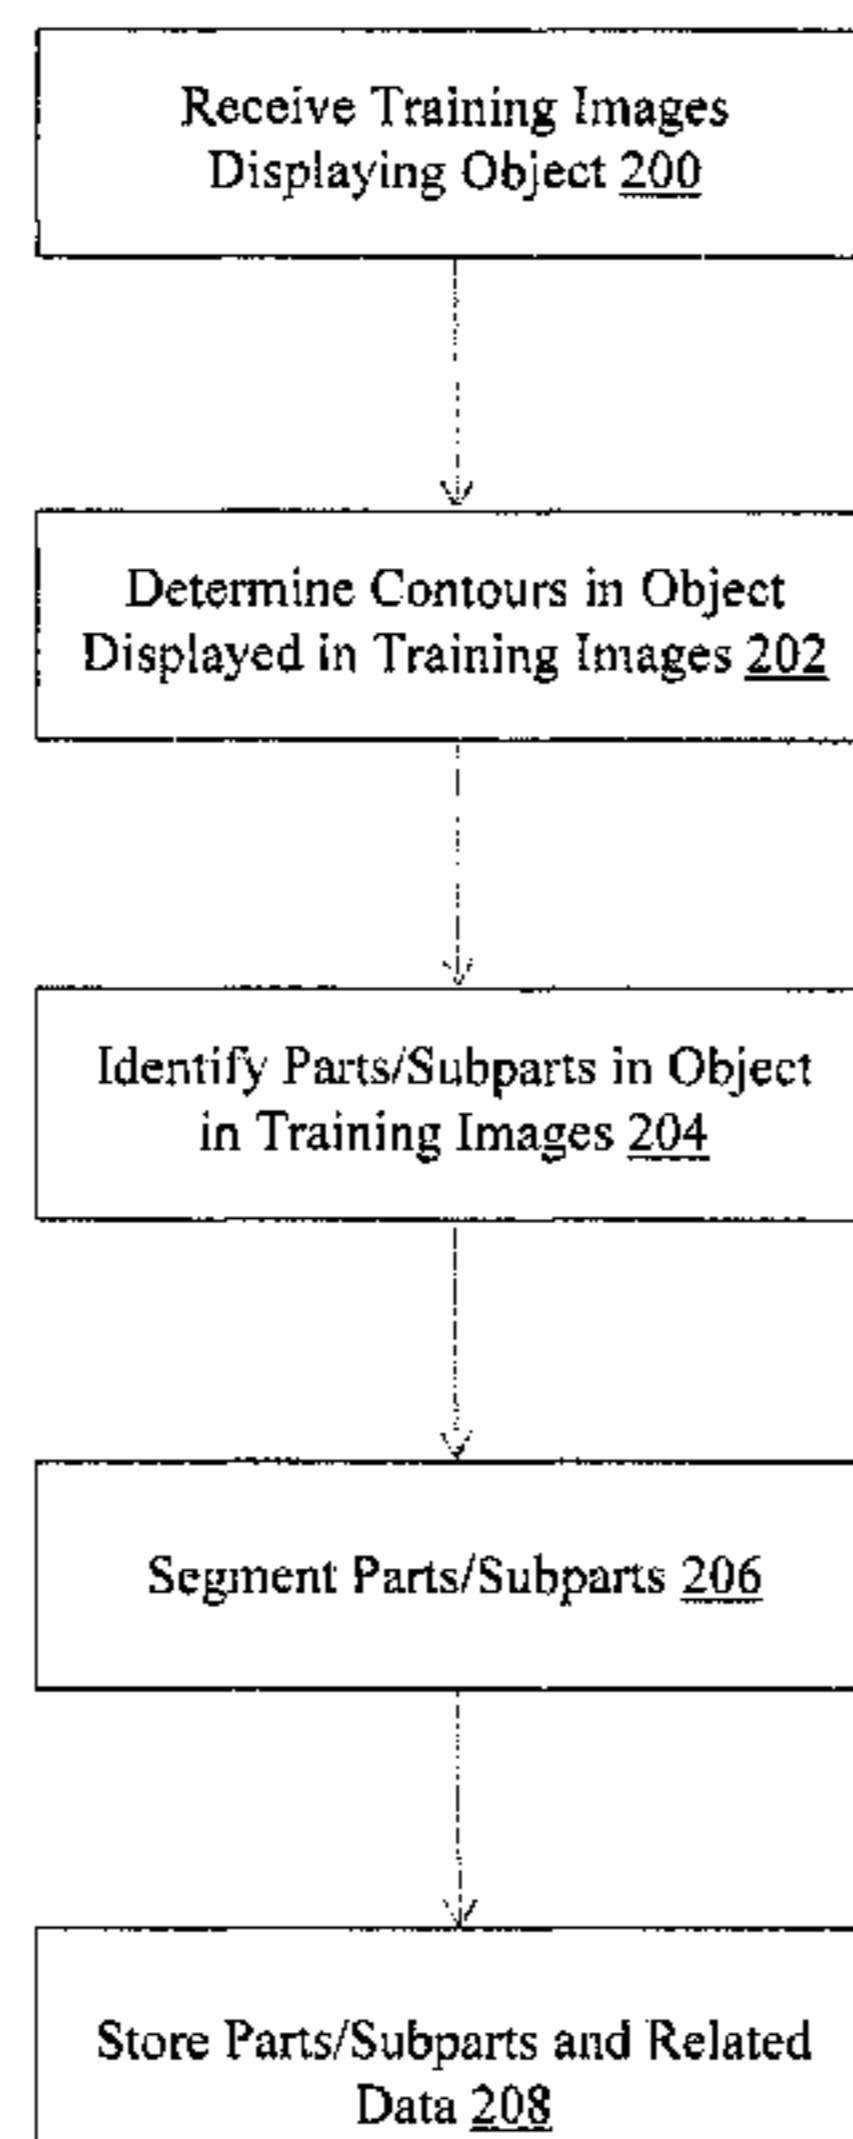 Receive Training Images
Displaying Object 200
Determine Contours in Object
Displayed in Training Images 202
Identify Parts/Subparts in Object
in Training Images 204
Segment Parts/Subparts 206
Store Parts/Subparts and Related
Data 208